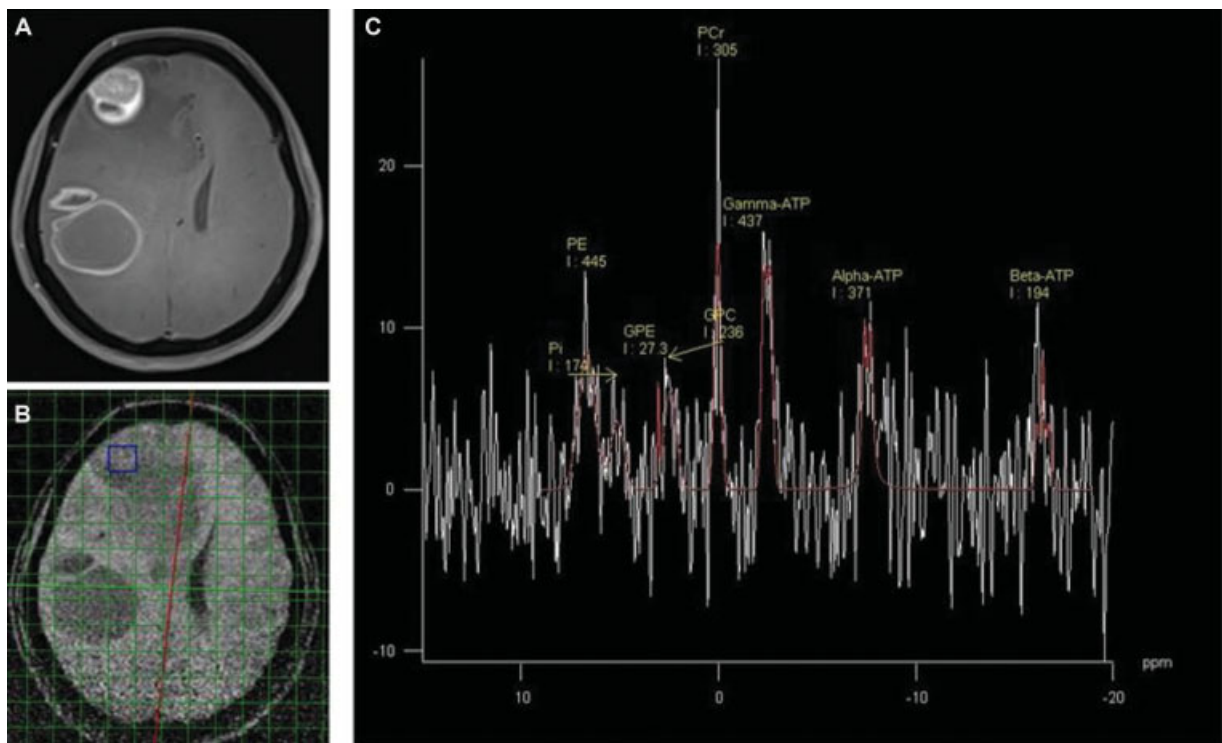 A
B
C
PCr
I : 305
Gamma-ATP
I : 437
PE
I : 445
Alpha-ATP
I : 371
Beta-ATP
I : 194
GPC
I : 236
GPE
I : 27.3
Pi
I : 174
20
10
0
-10
10
0
-10
-20
ppm